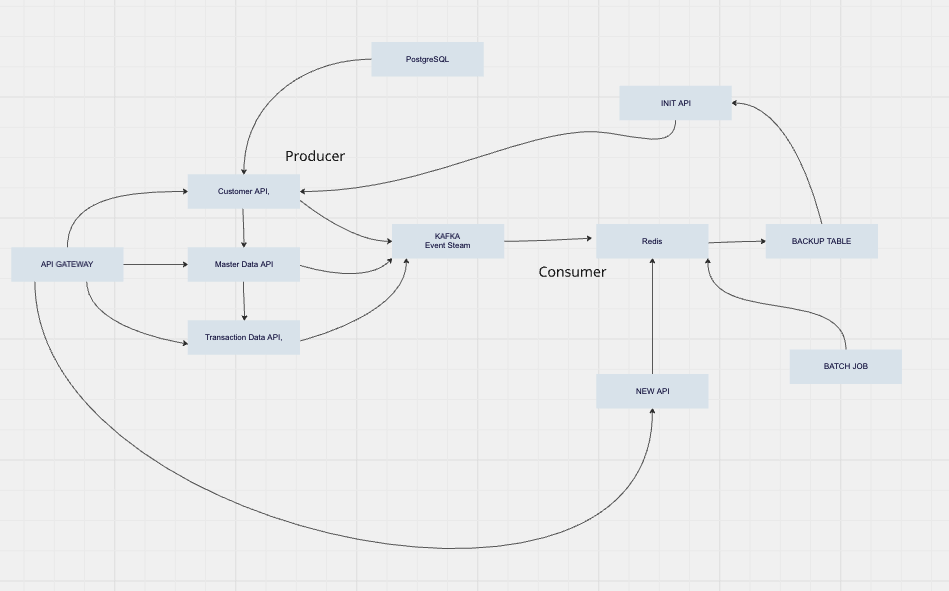 PostgreSQL
INIT API
Producer
Customer API,
KAFKA
Event Steam
Redis
BACKUP TABLE
API GATEWAY
Master Data API
Consumer
Transaction Data API,
BATCH JOB
NEW API